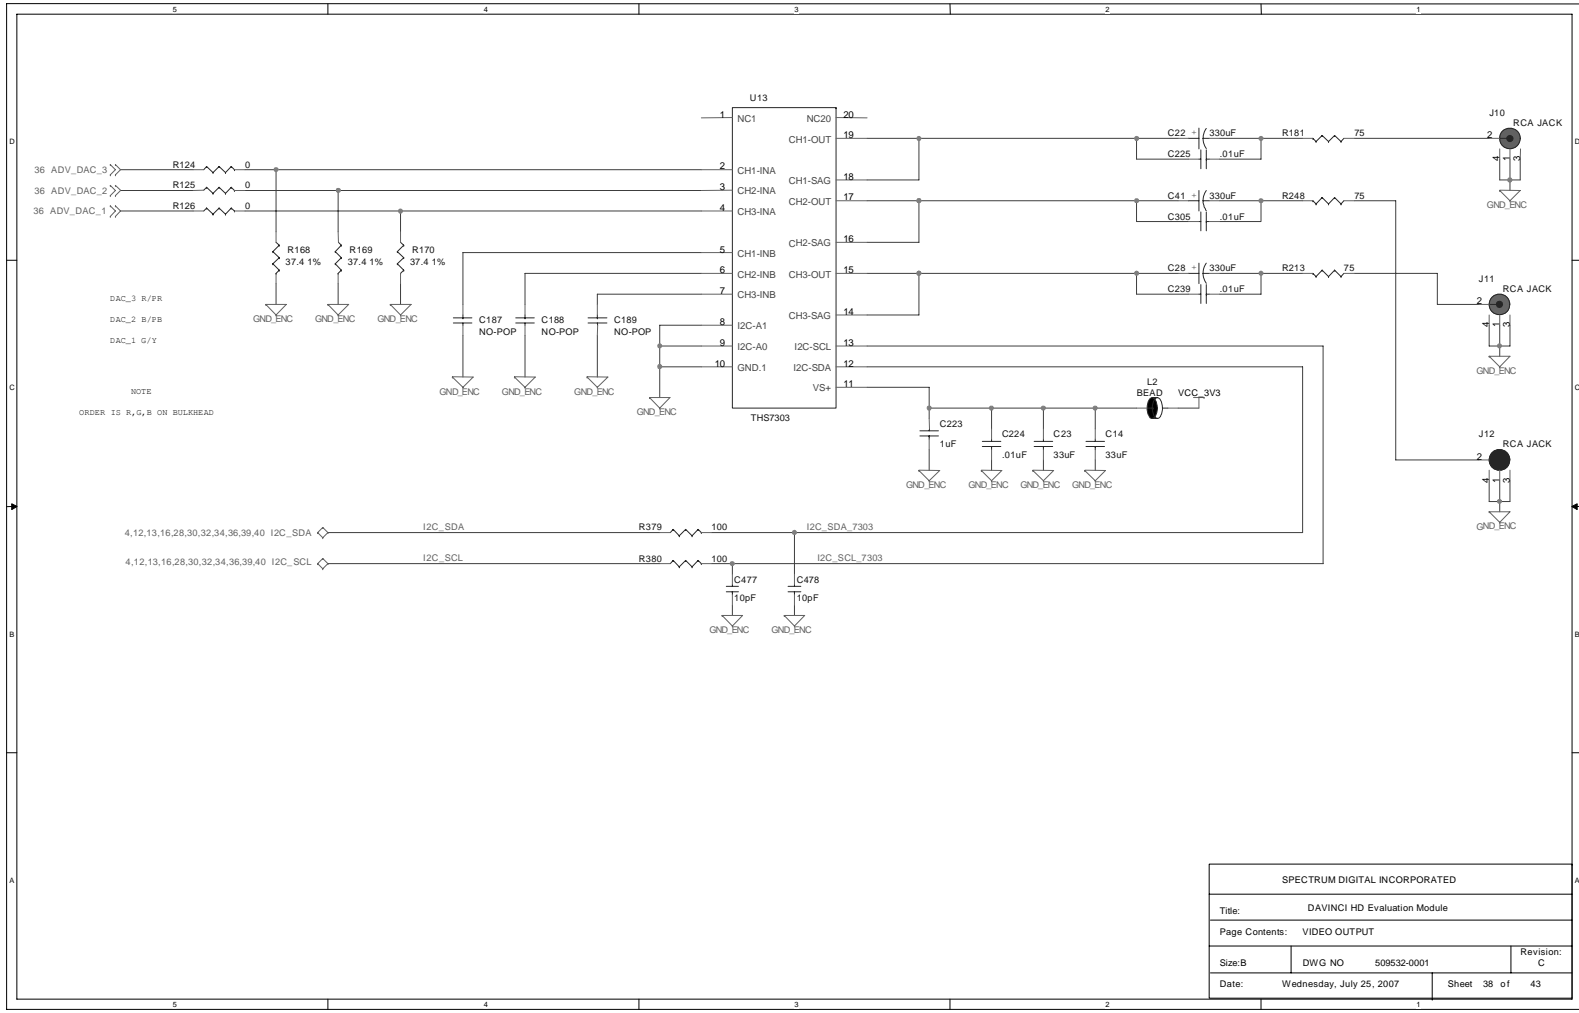 5 4 3 2 1
D
C
B
A
D
C
B
A
U13
1 NC1
NC20 20
CH1-OUT 19
2 CH1-INA
CH1-SAG 18
3 CH2-INA
CH2-OUT 17
4 CH3-INA
CH2-SAG 16
5 CH1-INB
6 CH2-INB
CH3-OUT 15
7 CH3-INB
CH3-SAG 14
8 I2C-A1
9 I2C-A0
I2C-SCL 13
10 GND.1
I2C-SDA 12
VS+ 11
THS7303
36 ADV_DAC_3 R124 0
36 ADV_DAC_2 R125 0
36 ADV_DAC_1 R126 0
R168
37.4 1%
R169
37.4 1%
R170
37.4 1%
GND_ENC GND_ENC GND_ENC
DAC_3 R/PR
DAC_2 B/PB
DAC_1 G/Y
NOTE
ORDER IS R,G,B ON BULKHEAD
C187
NO-POP
C188
NO-POP
C189
NO-POP
GND_ENC GND_ENC GND_ENC
GND_ENC
C22 + 330uF R181 75
C225 .01uF
C41 + 330uF R248 75
C305 .01uF
C28 + 330uF R213 75
C239 .01uF
J10
RCA JACK
2
4 1 3
GND_ENC
J11
RCA JACK
2
4 1 3
GND_ENC
J12
RCA JACK
2
4 1 3
GND_ENC
L2
BEAD VCC_3V3
C223
1uF
C224
.01uF
C23
33uF
C14
33uF
GND_ENC GND_ENC GND_ENC GND_ENC
4,12,13,16,28,30,32,34,36,39,40 I2C_SDA I2C_SDA R379 100 I2C_SDA_7303
4,12,13,16,28,30,32,34,36,39,40 I2C_SCL I2C_SCL R380 100 I2C_SCL_7303
C477
10pF
C478
10pF
GND_ENC GND_ENC
SPECTRUM DIGITAL INCORPORATED
Title: DAVINCI HD Evaluation Module
Page Contents: VIDEO OUTPUT
Size:B DWG NO 509532-0001 Revision: C
Date: Wednesday, July 25, 2007 Sheet 38 of 43
5 4 3 2 1